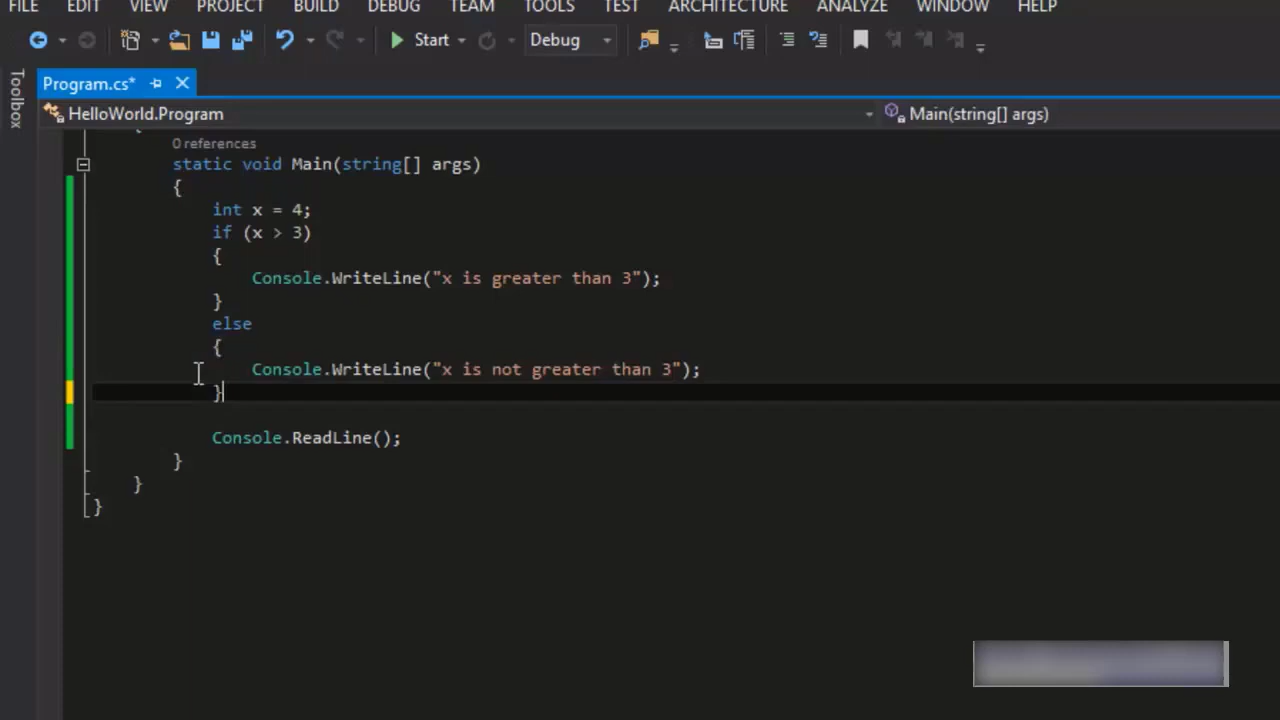 FILE EDIT VIEW PROJECT BUILD DEBUG TEAM TOOLS TEST ARCHITECTURE ANALYZE WINDOW HELP
Start Debug
Toolbox
Program.cs*
HelloWorld.Program Main(string[] args)
{
0 references
static void Main(string[] args)
{
int x = 4;
if (x > 3)
{
Console.WriteLine("x is greater than 3");
}
else
{
Console.WriteLine("x is not greater than 3");
}
Console.ReadLine();
}
}
}